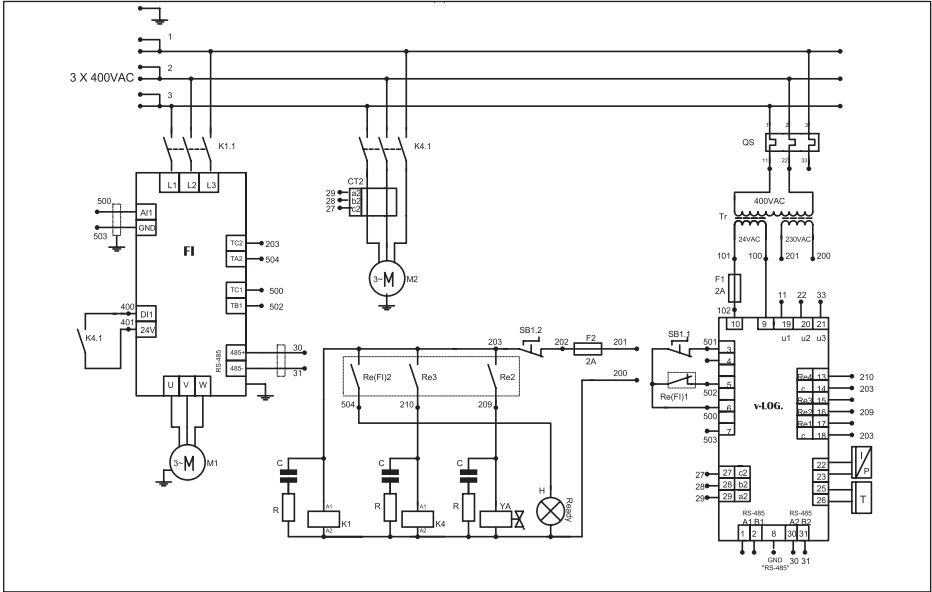 1
2
3 X 400VAC
3
K1.1
K4.1
1 2 3
QS
11 22 33
L1 L2 L3
CT2
29 a2
28 b2
27 c2
400VAC
Tr
24VAC 230VAC
500 AI1
503 GND
FI
TC2 203
TA2 504
TC1 500
TB1 502
3~ M M2
101 100 201 200
F1
2A
102
11 22 33
10 9 19 20 21
u1 u2 u3
400 DI1
401 24V
K4.1
RS-485
485+ 30
485- 31
U V W
3~ M M1
203 SB1.2 202 F2 201
2A
200
Re(FI)2 Re3 Re2
504 210 209
SB1.1 501 3
4
5
502
Re(FI)1
6
500
7
503
v-LOG.
Re4 13 210
c 14 203
Re3 15
Re2 16 209
Re1 17
c 18 203
22 I
23 P
25 T
26
27 27 c2
28 28 b2
29 29 a2
C C C
R R R
A1 A1
K1 K4
A2 A2
YA
H
Ready
RS-485 RS-485
A1 B1 A2 B2
1 2 8 30 31
GND 30 31
"RS-485"